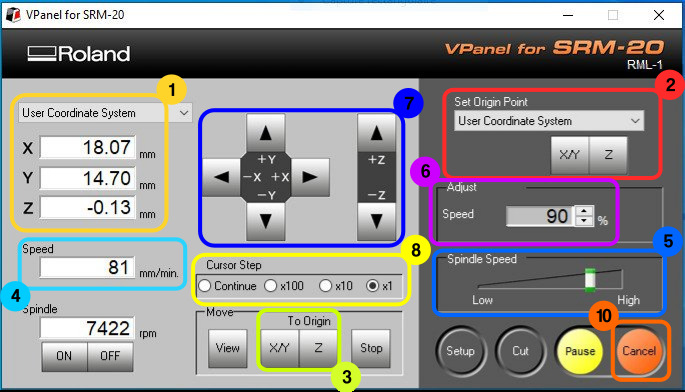 VPanel for SRM-20
Roland
VPanel for SRM-20
RML-1
1
User Coordinate System
X 18.07 mm
Y 14.70 mm
Z -0.13 mm
7
+Y
-X +X
-Y
+Z
-Z
2
Set Origin Point
User Coordinate System
X/Y Z
6
Adjust
Speed 90 %
Speed
81 mm/min.
4
8
Cursor Step
Continue x100 x10 x1
5
Spindle Speed
Low High
Spindle
7422 rpm
ON OFF
Move
To Origin
View X/Y Z Stop
3
10
Setup Cut Pause Cancel